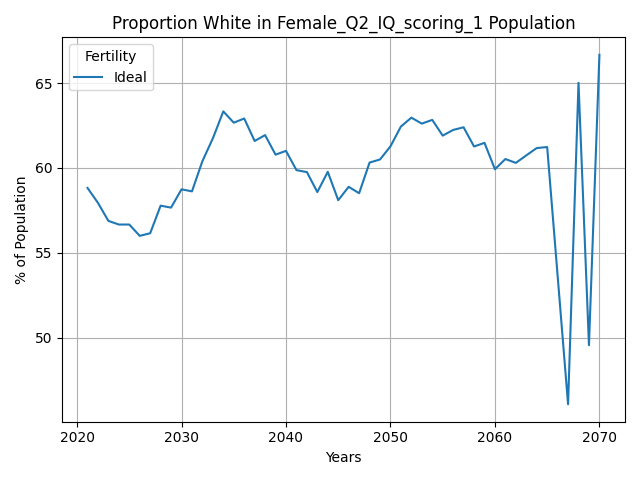 Proportion White in Female_Q2_IQ_scoring_1 Population
Fertility
Ideal
% of Population
65
60
55
50
2020 2030 2040 2050 2060 2070
Years